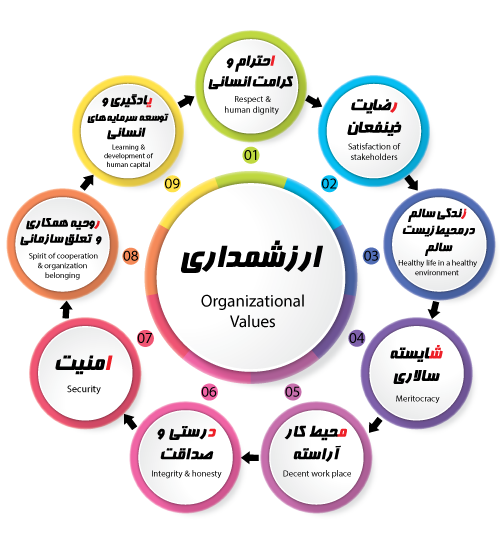 احترام و
کرامت انسانی
Respect &
human dignity
01
رضایت
ذینفعان
Satisfaction of
stakeholders
02
زندگی سالم
درمحیط زیست
سالم
Healthy life in a healthy
environment
03
شایسته
سالاری
Meritocracy
04
محیط کار
آراسته
Decent work place
05
درستی و
صداقت
Integrity & honesty
06
امنیت
Security
07
روحیه همکاری
و تعلق سازمانی
Spirit of cooperation
& organization
belonging
08
یادگیری و
توسعه سرمایه های
انسانی
Learning &
development of
human capital
09
ارزشمداری
Organizational
Values